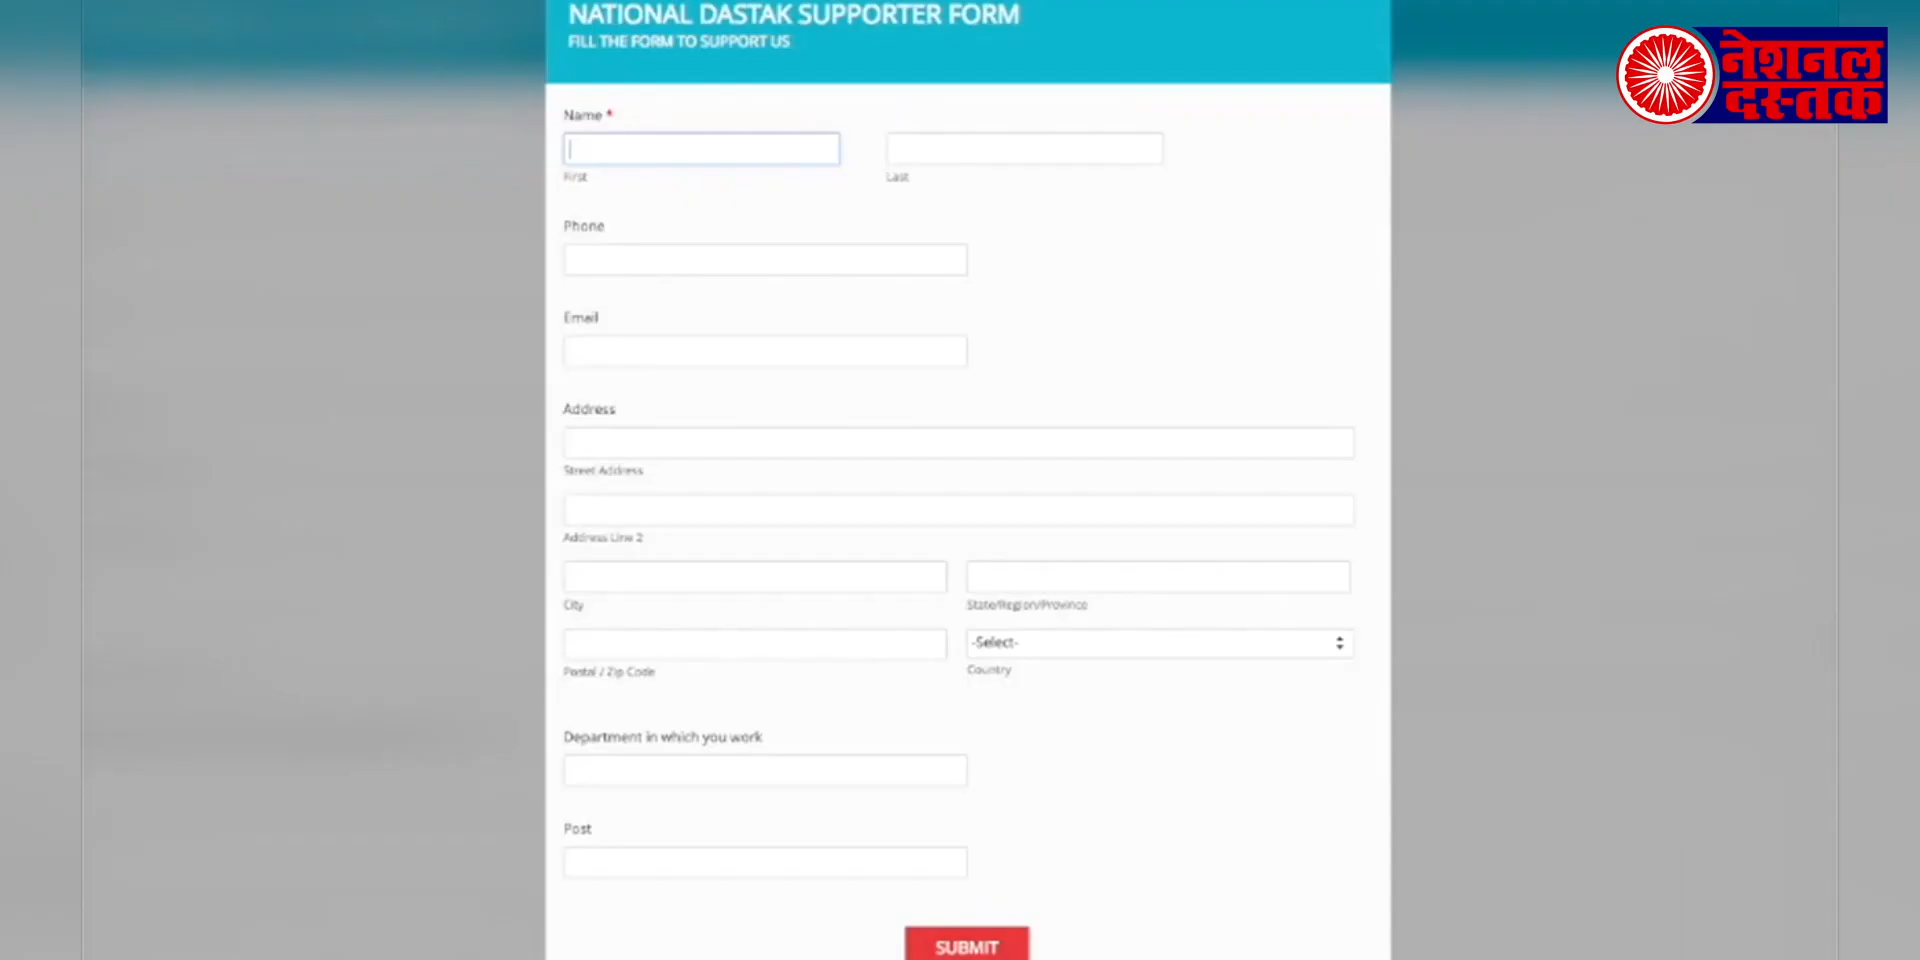 NATIONAL DASTAK SUPPORTER FORM
FILL THE FORM TO SUPPORT US
नेशनल
दस्तक
Name *
First Last
Phone
Email
Address
Street Address
Address Line 2
City State/Region/Province
-Select-
Postal / Zip Code Country
Department in which you work
Post
SUBMIT